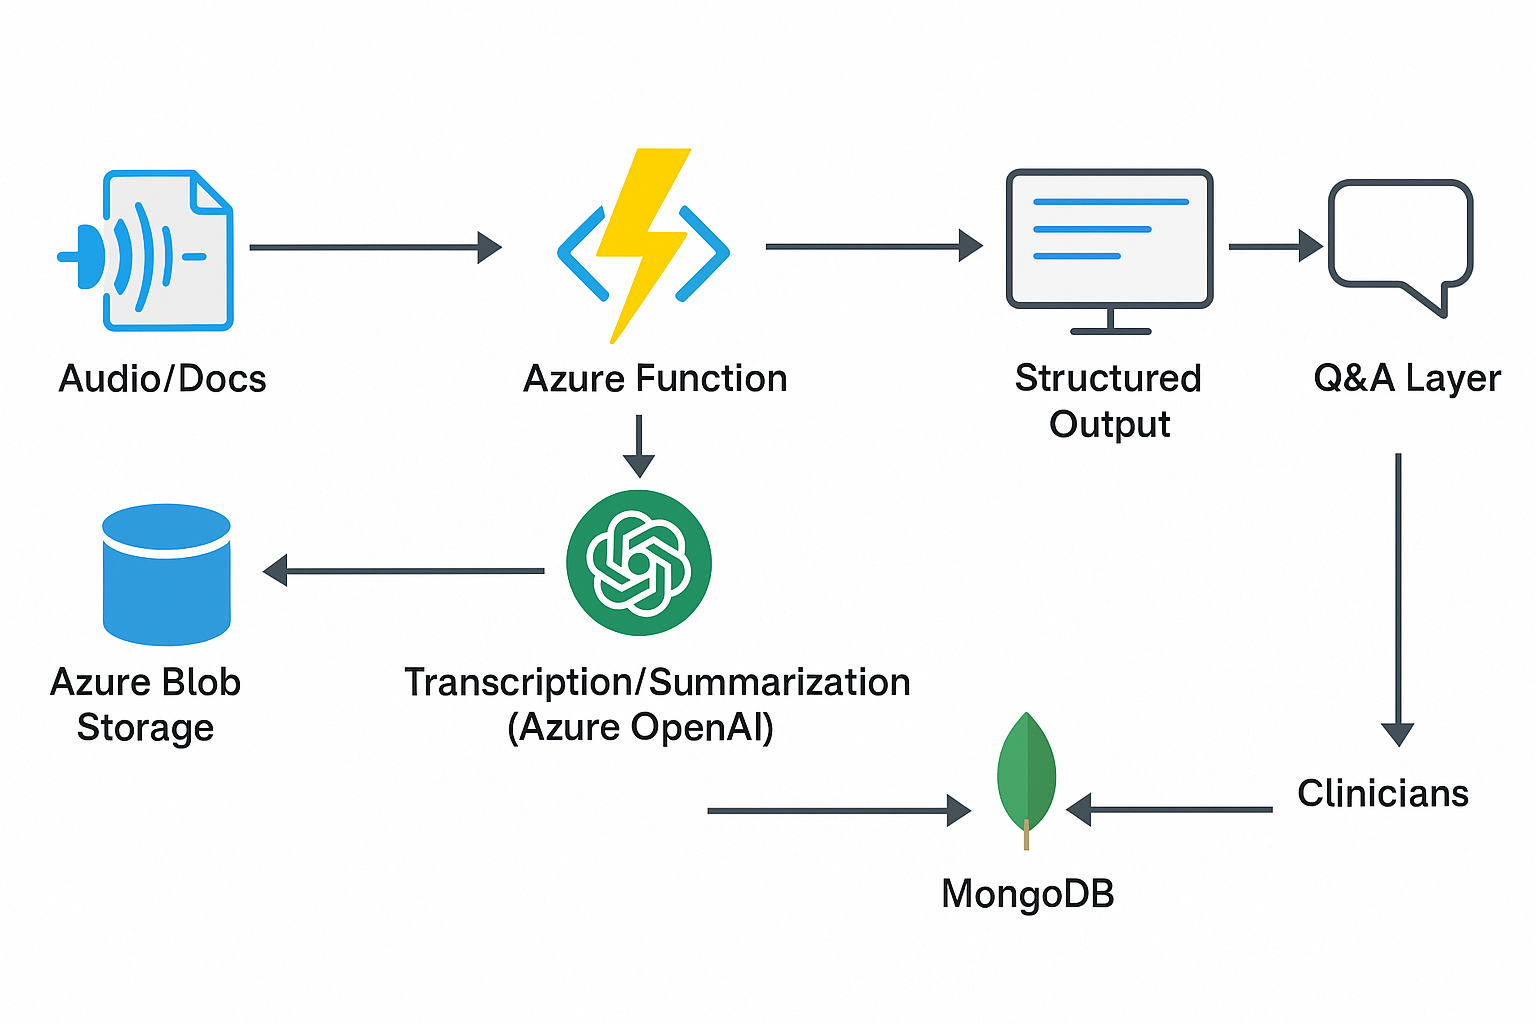 Audio/Docs
Azure Function
Structured
Output
Q&A Layer
Azure Blob
Storage
Transcription/Summarization
(Azure OpenAI)
Clinicians
MongoDB